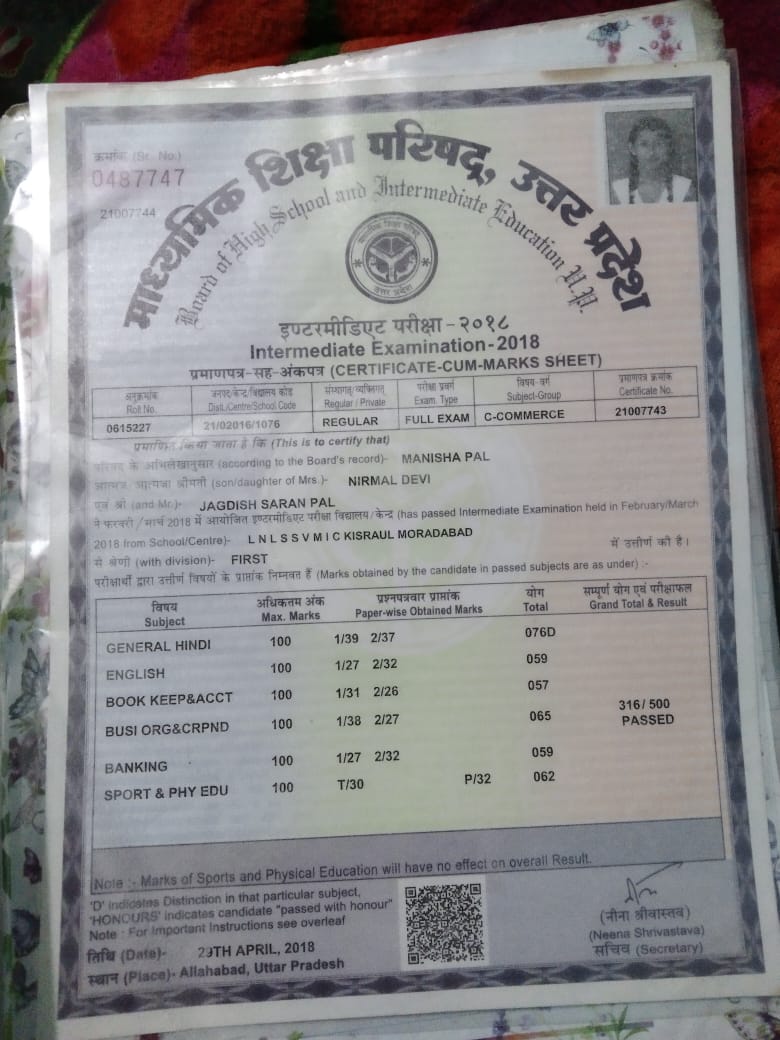 क्रमांक (Sr. No.)
0487747
21007744
माध्यमिक शिक्षा परिषद्, उत्तर प्रदेश
Board of High School and Intermediate Education U.P.
इण्टरमीडिएट परीक्षा-२०१८
Intermediate Examination-2018
प्रमाणपत्र-सह-अंकपत्र (CERTIFICATE-CUM-MARKS SHEET)
अनुक्रमांक जनपद/केन्द्र/विद्यालय कोड संस्थागत/व्यक्तिगत परीक्षा प्रवर्ग विषय-वर्ग प्रमाणपत्र क्रमांक
Roll No. Dist./Centre/School Code Regular / Private Exam. Type Subject-Group Certificate No.
0615227 21/02016/1076 REGULAR FULL EXAM C-COMMERCE 21007743
प्रमाणित किया जाता है कि (This is to certify that)
परिषद के अभिलेखानुसार (according to the Board's record)- MANISHA PAL
आत्मज आत्मजा श्रीमती (son/daughter of Mrs.)- NIRMAL DEVI
एवं श्री (and Mr.)- JAGDISH SARAN PAL
ने फरवरी/मार्च 2018 में आयोजित इण्टरमीडिएट परीक्षा विद्यालय/केन्द्र (has passed Intermediate Examination held in February/March
2018 from School/Centre)- L N L S S V M I C KISRAUL MORADABAD
से श्रेणी (with division)- FIRST में उत्तीर्ण की है।
परीक्षार्थी द्वारा उत्तीर्ण विषयों के प्राप्तांक निम्नवत हैं (Marks obtained by the candidate in passed subjects are as under) :-
विषय अधिकतम अंक प्रश्नपत्रवार प्राप्तांक योग सम्पूर्ण योग एवं परीक्षाफल
Subject Max. Marks Paper-wise Obtained Marks Total Grand Total & Result
GENERAL HINDI 100 1/39 2/37 076D
ENGLISH 100 1/27 2/32 059
BOOK KEEP&ACCT 100 1/31 2/26 057
BUSI ORG&CRPND 100 1/38 2/27 065
316/ 500
PASSED
BANKING 100 1/27 2/32 059
SPORT & PHY EDU 100 T/30 P/32 062
Note :- Marks of Sports and Physical Education will have no effect on overall Result.
'D' indicates Distinction in that particular subject,
'HONOURS' indicates candidate "passed with honour"
Note : For Important Instructions see overleaf
तिथि (Date)- 29TH APRIL, 2018
स्थान (Place)- Allahabad, Uttar Pradesh
(नीना श्रीवास्तव)
(Neena Shrivastava)
सचिव (Secretary)